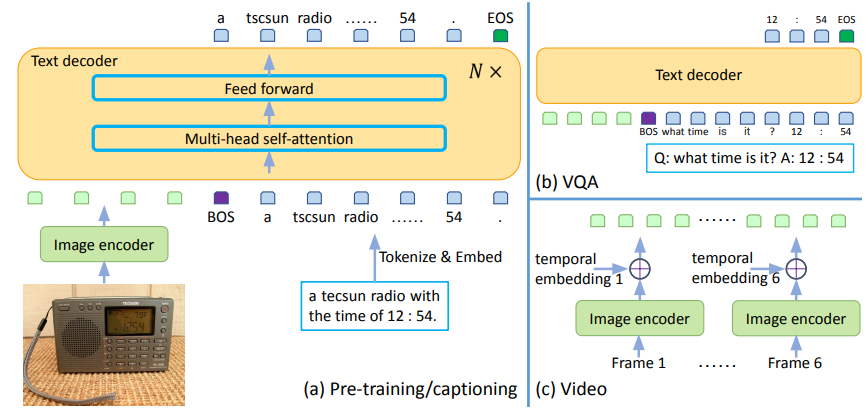 a tscsun radio ...... 54 . EOS
Text decoder
N ×
Feed forward
Multi-head self-attention
BOS a tscsun radio ...... 54 .
Image encoder
Tokenize & Embed
a tecsun radio with
the time of 12 : 54.
TECSUN
(a) Pre-training/captioning
12 : 54 EOS
Text decoder
BOS what time is it ? 12 : 54
Q: what time is it? A: 12 : 54
(b) VQA
......
temporal
embedding 1
temporal
embedding 6
Image encoder
Image encoder
Frame 1 ...... Frame 6
(c) Video